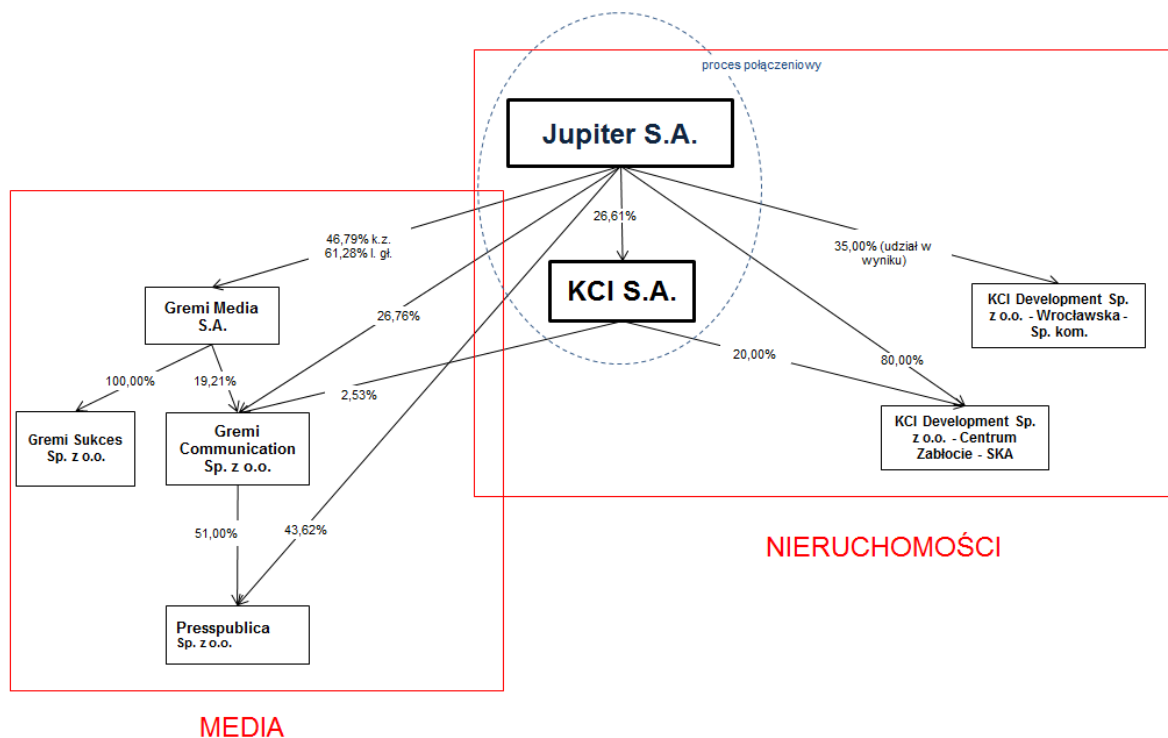 proces połączeniowy
Jupiter S.A.
26,61%
46,79% k.z.
61,28% l. gł.
35,00% (udział w
wyniku)
KCI S.A.
Gremi Media
S.A.
26,76%
KCI Development Sp.
z o.o. - Wrocławska -
Sp. kom.
20,00%
80,00%
100,00%
19,21%
2,53%
Gremi Sukces
Sp. z o.o.
Gremi
Communication
Sp. z o.o.
KCI Development Sp.
z o.o. - Centrum
Zabłocie - SKA
51,00%
43,62%
NIERUCHOMOŚCI
Presspublica
Sp. z o.o.
MEDIA